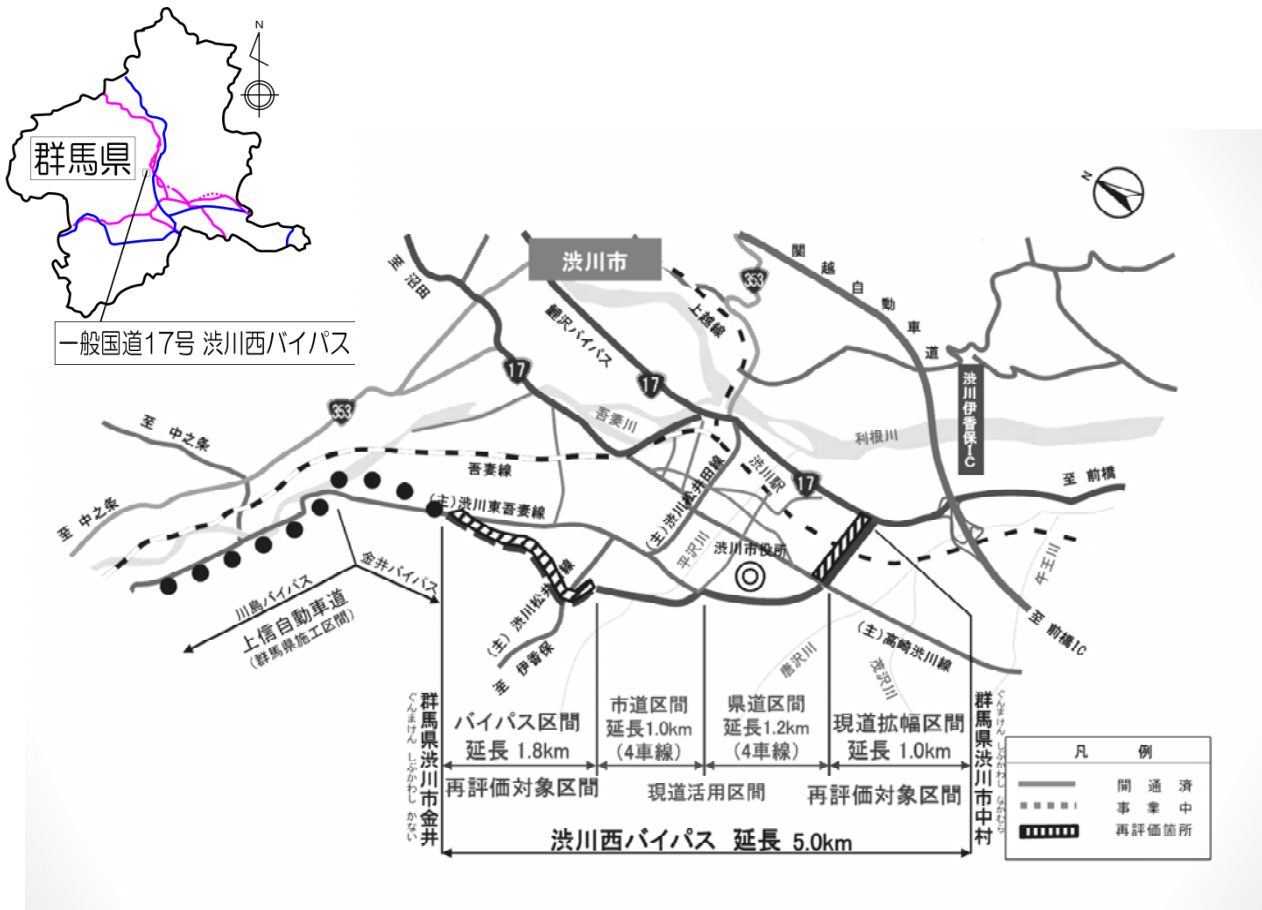 N
群馬県
一般国道17号 渋川西バイパス
N
渋川市
至 沼田
鯉沢バイパス
上越線
353
関越自動車道
17
17
353
渋川伊香保IC
吾妻川
利根川
至 中之条
至 中之条
吾妻線
(主)渋川東吾妻線
(主)渋川松井田線
渋川駅
17
至 前橋
平沢川
渋川市役所
金井バイパス
川島バイパス
上信自動車道
(群馬県施工区間)
(主)渋川松井
線
至 伊香保
午王川
至 前橋IC
(主)高崎渋川線
唐沢川
茂沢川
群馬県渋川市金井
ぐんまけん しぶかわし かない
バイパス区間
延長 1.8km
市道区間
延長1.0km
(4車線)
県道区間
延長1.2km
(4車線)
現道拡幅区間
延長 1.0km
再評価対象区間
現道活用区間
再評価対象区間
渋川西バイパス 延長 5.0km
群馬県渋川市中村
ぐんまけん しぶかわし なかむら
凡 例
開通済
事業中
再評価箇所